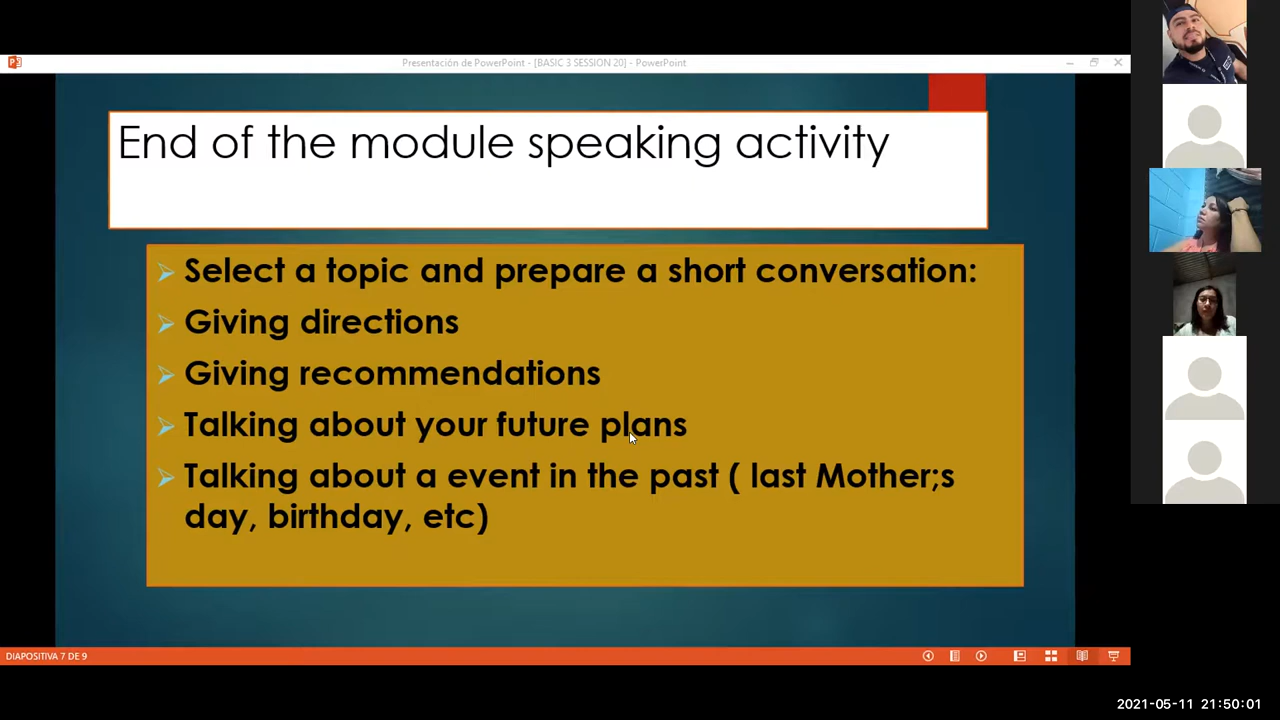 Presentación de PowerPoint - [BASIC 3 SESSION 20] - PowerPoint
End of the module speaking activity
Select a topic and prepare a short conversation:
Giving directions
Giving recommendations
Talking about your future plans
Talking about a event in the past ( last Mother;s
day, birthday, etc)
DIAPOSITIVA 7 DE 9
2021-05-11 21:50:01